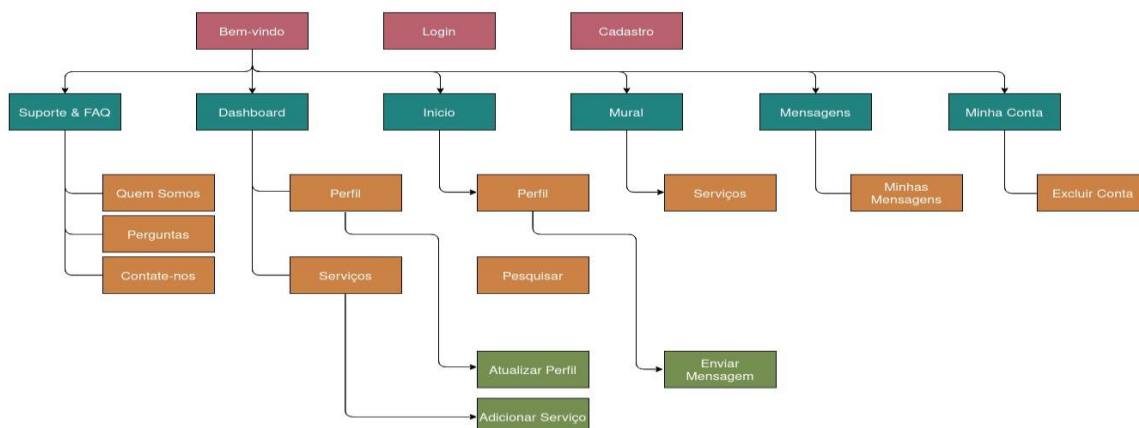 Bem-vindo
Login
Cadastro
Suporte & FAQ
Dashboard
Inicio
Mural
Mensagens
Minha Conta
Quem Somos
Perfil
Perfil
Serviços
Minhas
Mensagens
Excluir Conta
Perguntas
Contate-nos
Serviços
Pesquisar
Atualizar Perfil
Enviar
Mensagem
Adicionar Serviço